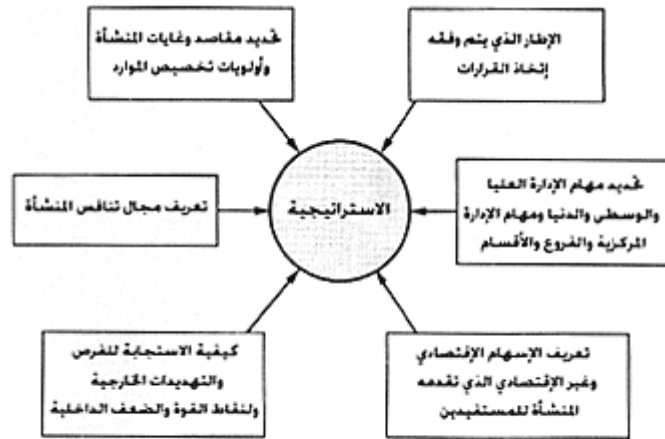 الإطار الذي يتم وفقه
إتخاذ القرارات
تحديد مقاصد وغايات المنشأة
وأولويات تخصيص الموارد
الاستراتيجية
تحديد مهام الإدارة العليا
والوسطى والدنيا ومهام الإدارة
المركزية والفروع والأقسام
تعريف مجال تنافس المنشأة
تعريف الإسهام الإقتصادي
وغير الإقتصادي الذي تقدمه
المنشأة للمستفيدين
كيفية الاستجابة للفرص
والتهديدات الخارجية
ولنقاط القوة والضعف الداخلية